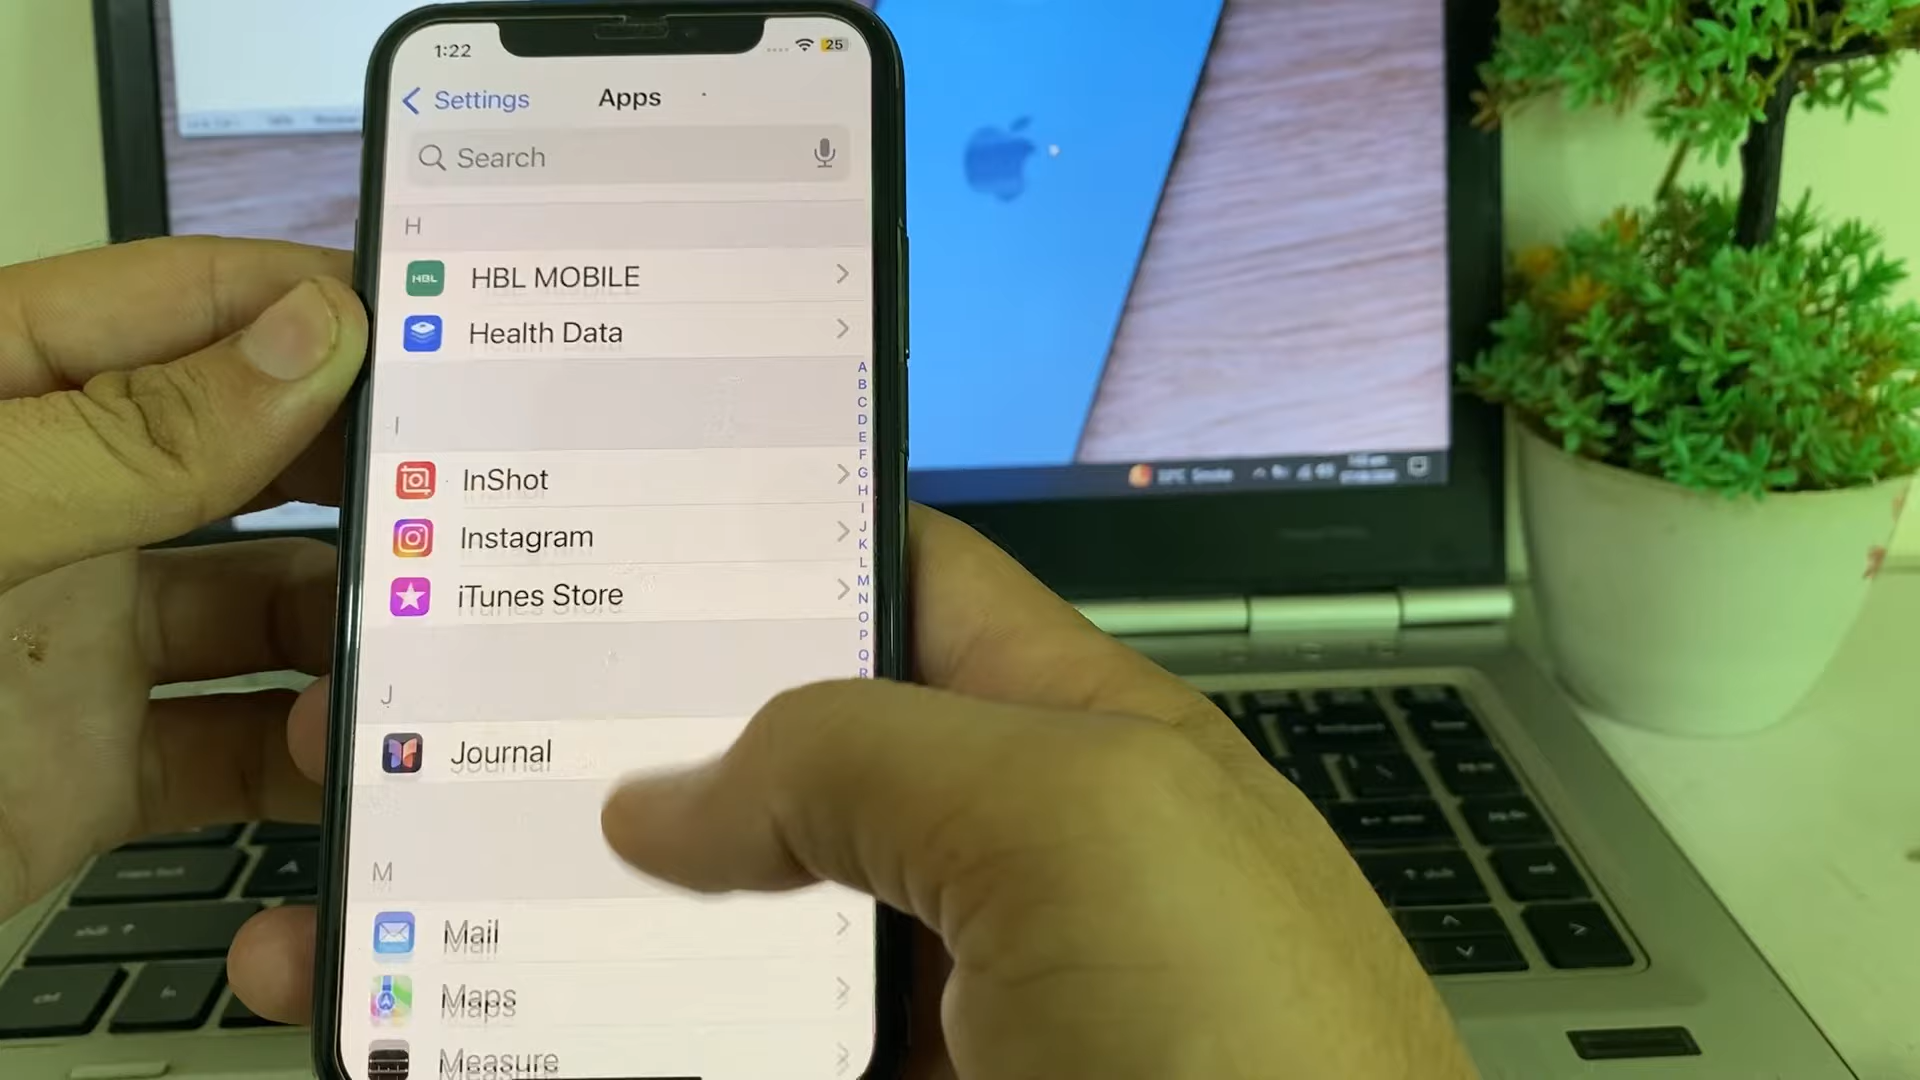 1:22
25
Settings
Apps
Search
H
HBL
HBL MOBILE
Health Data
I
InShot
Instagram
iTunes Store
J
Journal
M
Mail
Maps
Measure
A
B
C
D
E
F
G
H
I
J
K
L
M
N
O
P
Q
R